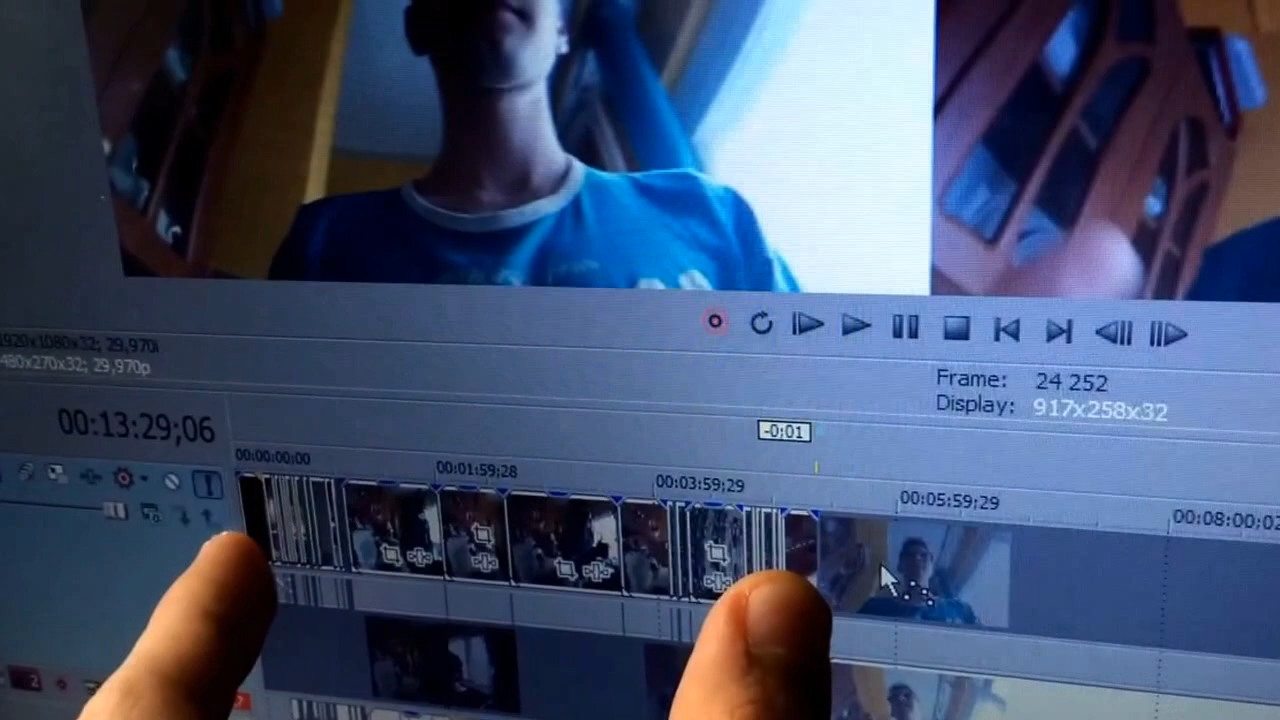 1920x1080x32; 29,970i
480x270x32; 29,970p
Frame: 24 252
Display: 917x258x32
00:13:29;06
-0;01
00:00:00;00
00:01:59;28
00:03:59;29
00:05:59;29
00:08:00;02
2